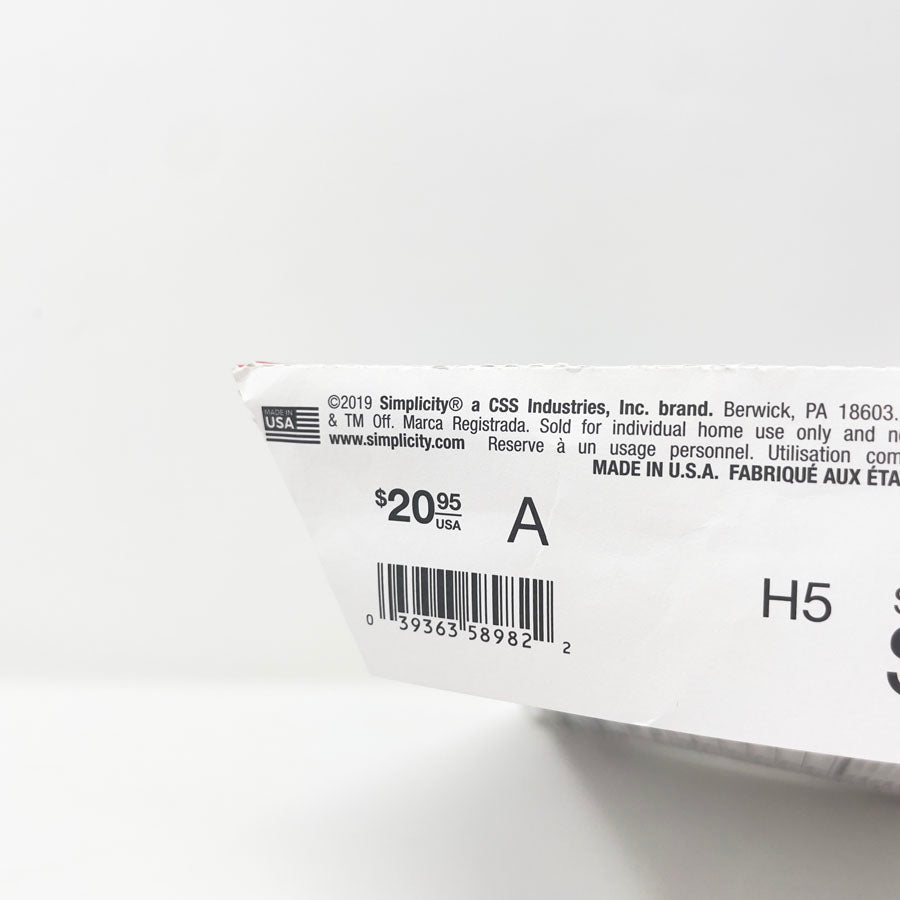 MADE IN
USA
©2019 Simplicity® a CSS Industries, Inc. brand. Berwick, PA 18603.
& TM Off. Marca Registrada. Sold for individual home use only and
www.simplicity.com Reserve à un usage personnel. Utilisation
MADE IN U.S.A. FABRIQUÉ AUX
$20.95
USA
A
H5
0 39363 58982 2